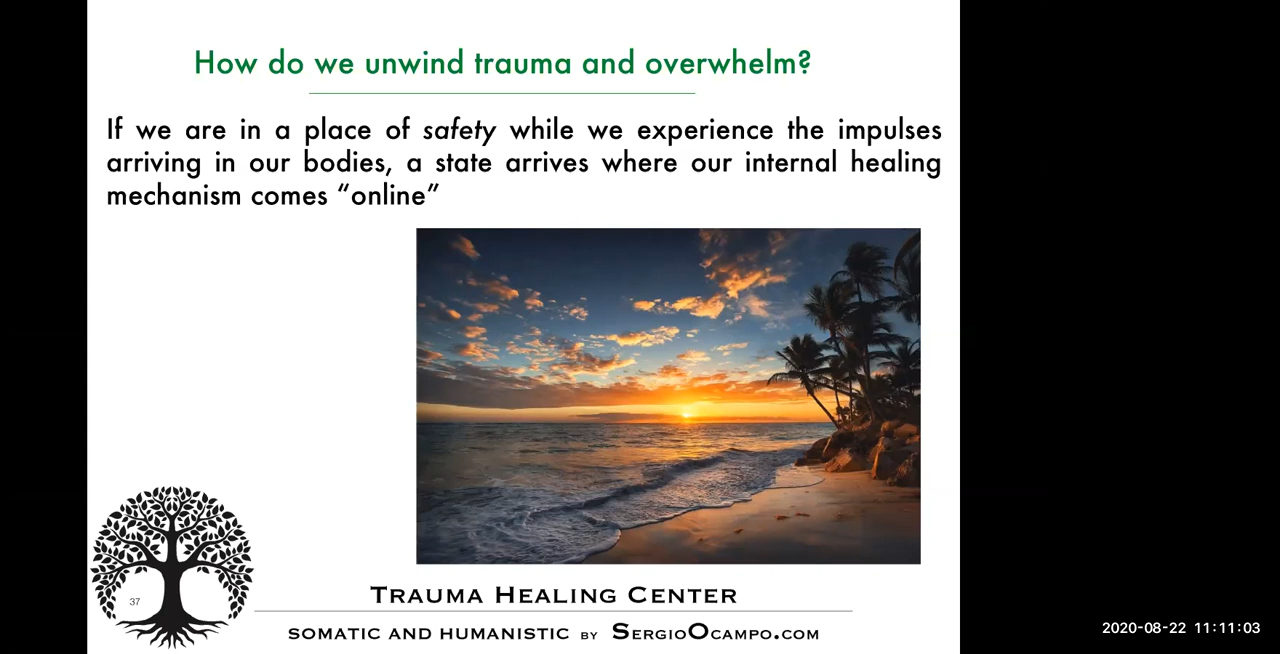 How do we unwind trauma and overwhelm?
If we are in a place of safety while we experience the impulses
arriving in our bodies, a state arrives where our internal healing
mechanism comes “online”
37
Trauma Healing Center
somatic and humanistic by SergioOcampo.com
2020-08-22 11:11:03